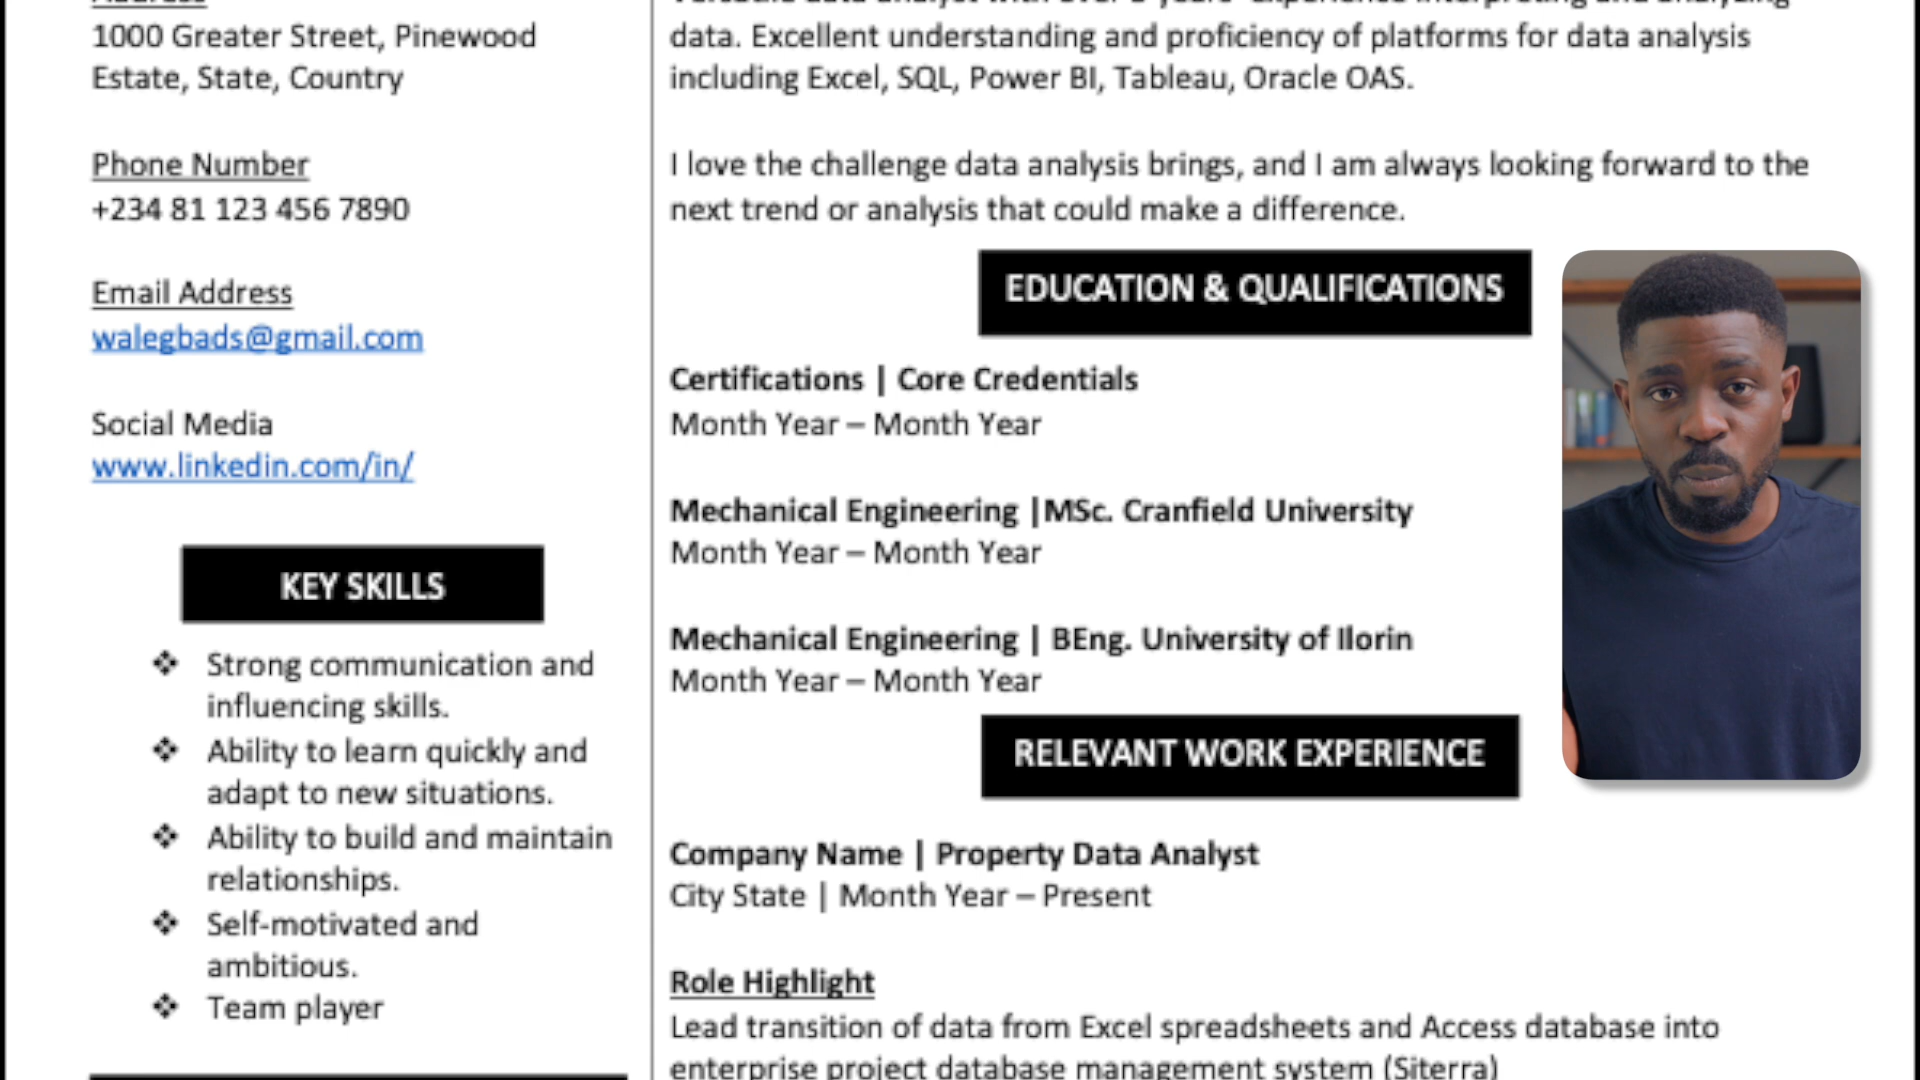 Address
1000 Greater Street, Pinewood
Estate, State, Country
Phone Number
+234 81 123 456 7890
Email Address
walegbads@gmail.com
Social Media
www.linkedin.com/in/
KEY SKILLS
❖ Strong communication and
influencing skills.
❖ Ability to learn quickly and
adapt to new situations.
❖ Ability to build and maintain
relationships.
❖ Self-motivated and
ambitious.
❖ Team player
data. Excellent understanding and proficiency of platforms for data analysis
including Excel, SQL, Power BI, Tableau, Oracle OAS.
I love the challenge data analysis brings, and I am always looking forward to the
next trend or analysis that could make a difference.
EDUCATION & QUALIFICATIONS
Certifications | Core Credentials
Month Year – Month Year
Mechanical Engineering |MSc. Cranfield University
Month Year – Month Year
Mechanical Engineering | BEng. University of Ilorin
Month Year – Month Year
RELEVANT WORK EXPERIENCE
Company Name | Property Data Analyst
City State | Month Year – Present
Role Highlight
Lead transition of data from Excel spreadsheets and Access database into
enterprise project database management system (Siterra)